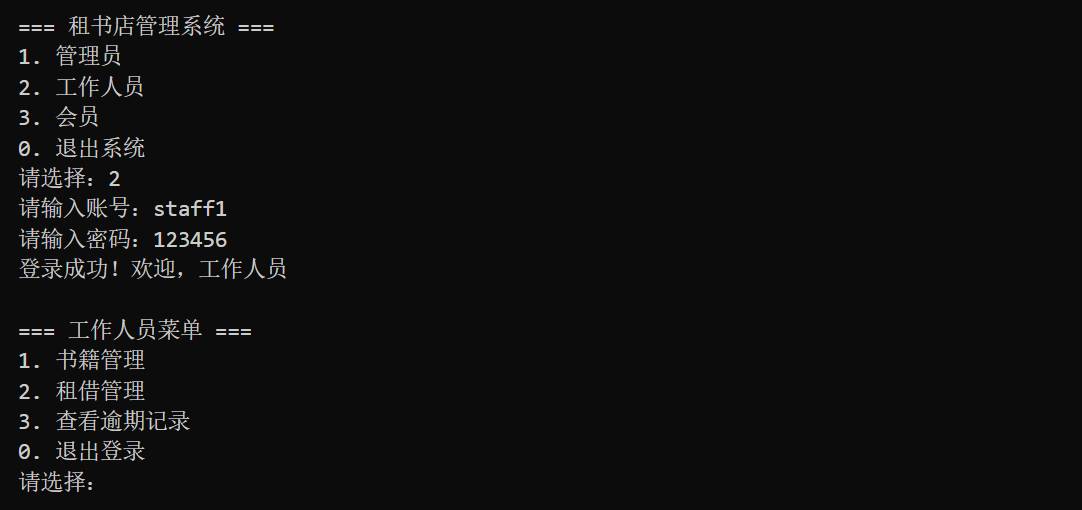 === 租书店管理系统 ===
1. 管理员
2. 工作人员
3. 会员
0. 退出系统
请选择：2
请输入账号：staff1
请输入密码：123456
登录成功！欢迎，工作人员
=== 工作人员菜单 ===
1. 书籍管理
2. 租借管理
3. 查看逾期记录
0. 退出登录
请选择：